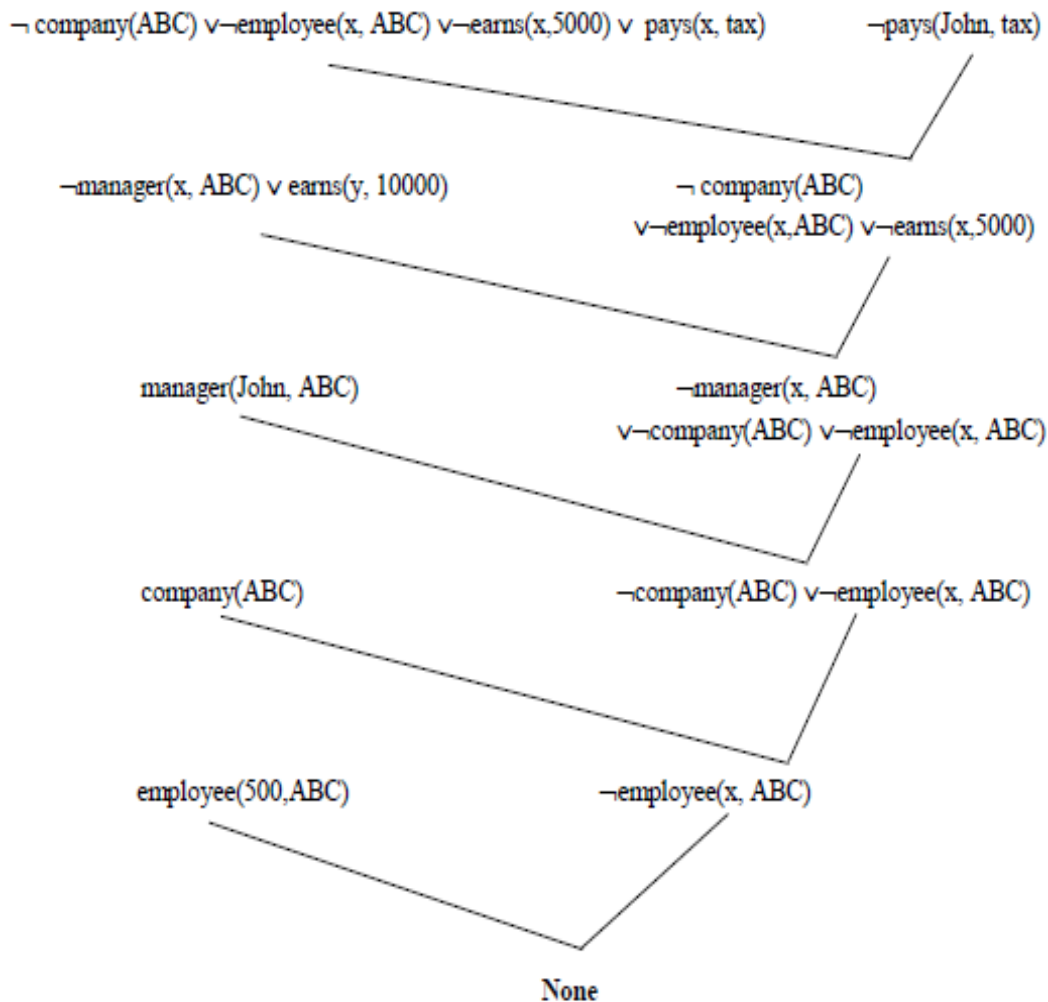 ¬ company(ABC) ∨¬employee(x, ABC) ∨¬earns(x,5000) ∨ pays(x, tax)
¬pays(John, tax)
¬manager(x, ABC) ∨ earns(y, 10000)
¬ company(ABC)
∨¬employee(x,ABC) ∨¬earns(x,5000)
manager(John, ABC)
¬manager(x, ABC)
∨¬company(ABC) ∨¬employee(x, ABC)
company(ABC)
¬company(ABC) ∨¬employee(x, ABC)
employee(500,ABC)
¬employee(x, ABC)
None